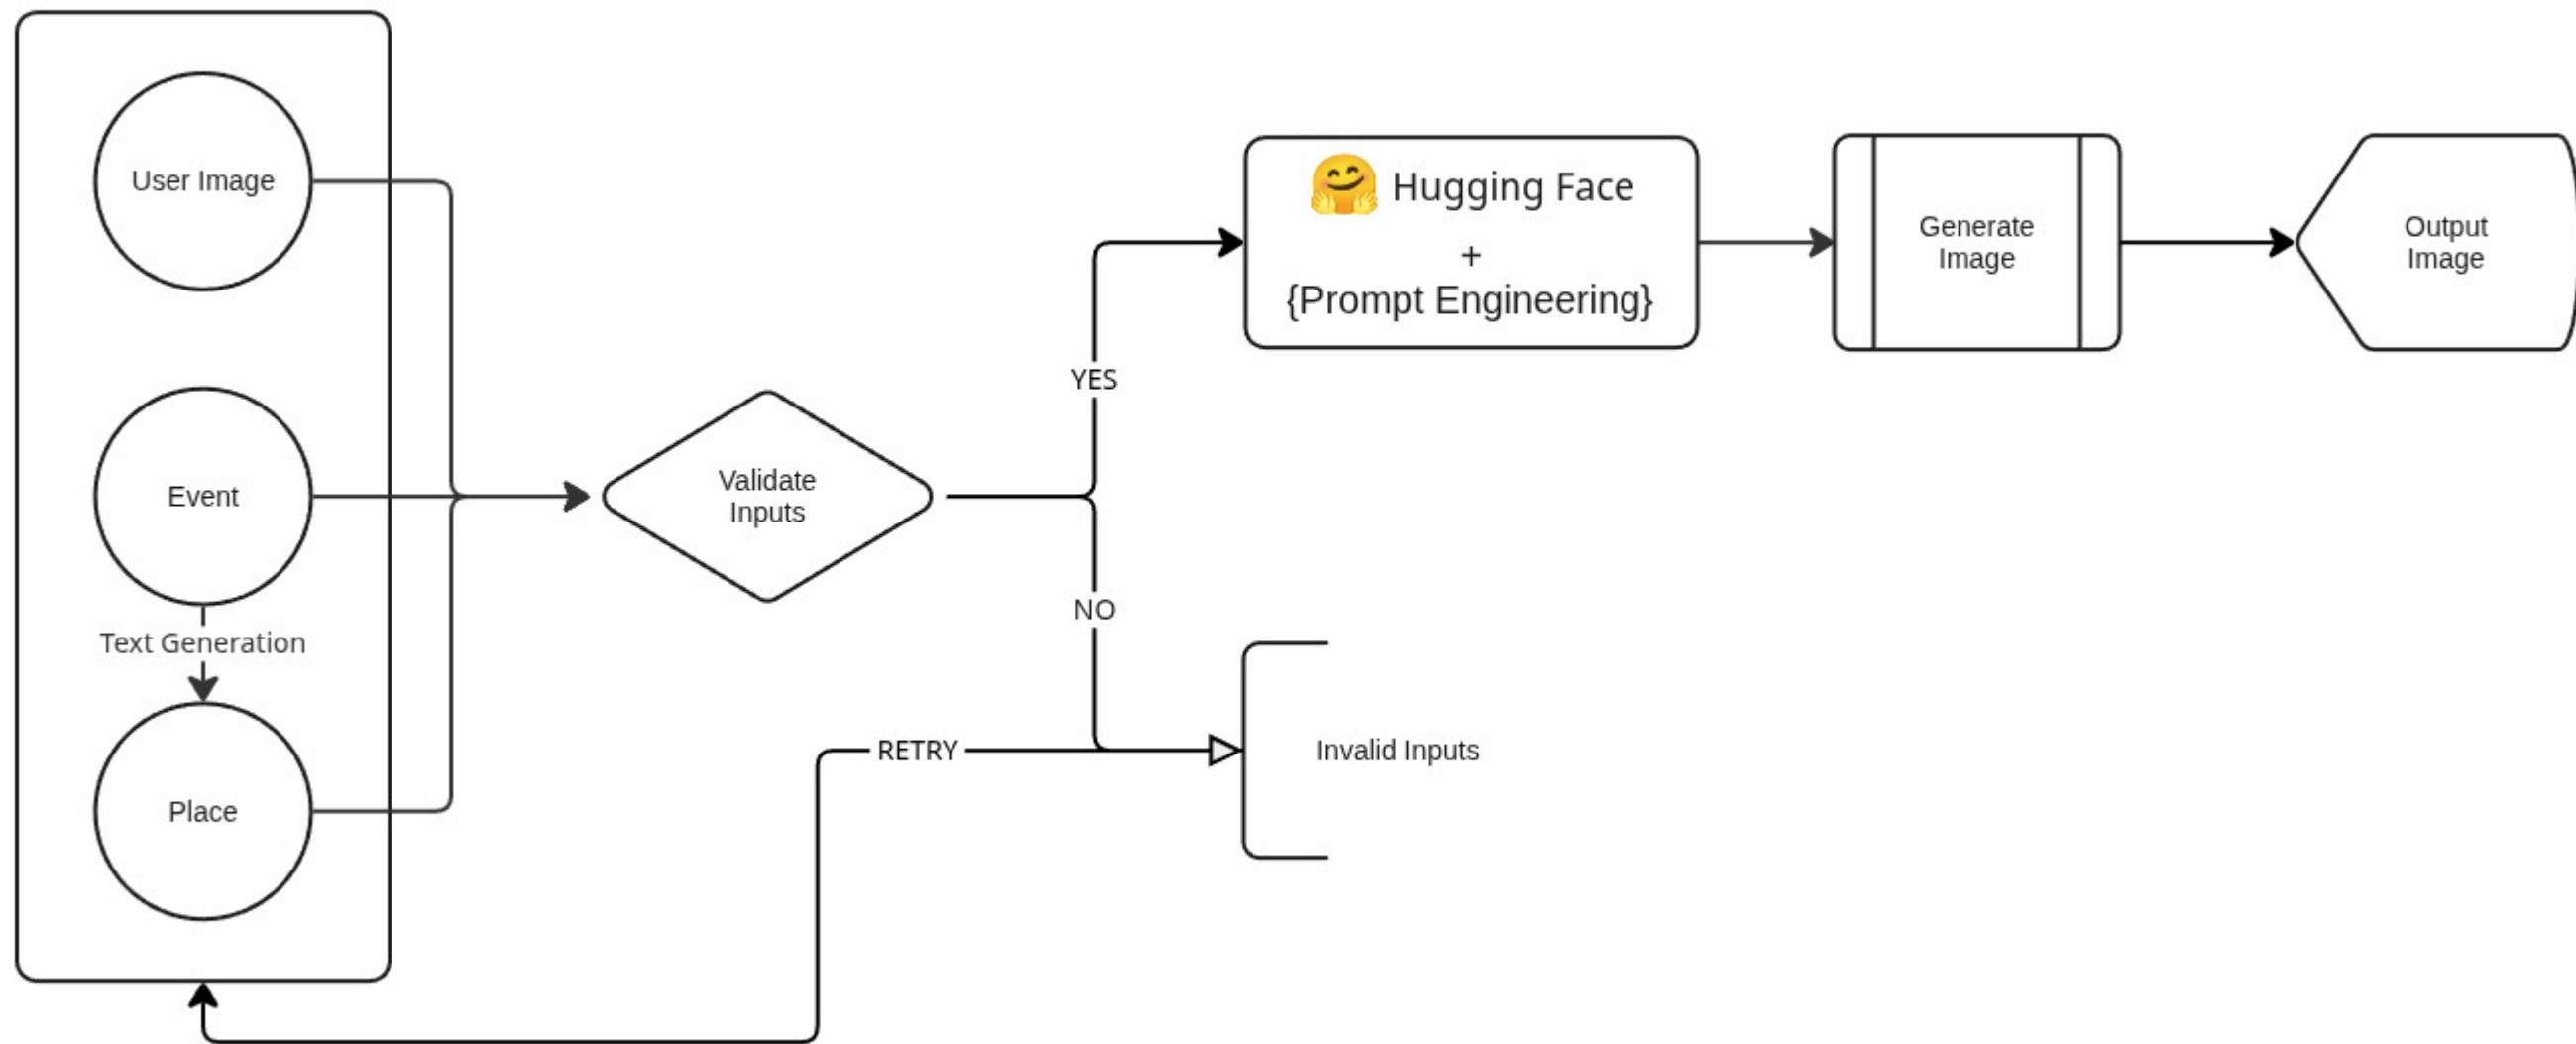 User Image
Event
Text Generation
Place
Validate
Inputs
YES
NO
RETRY
🤗 Hugging Face
+
{Prompt Engineering}
Generate
Image
Output
Image
Invalid Inputs